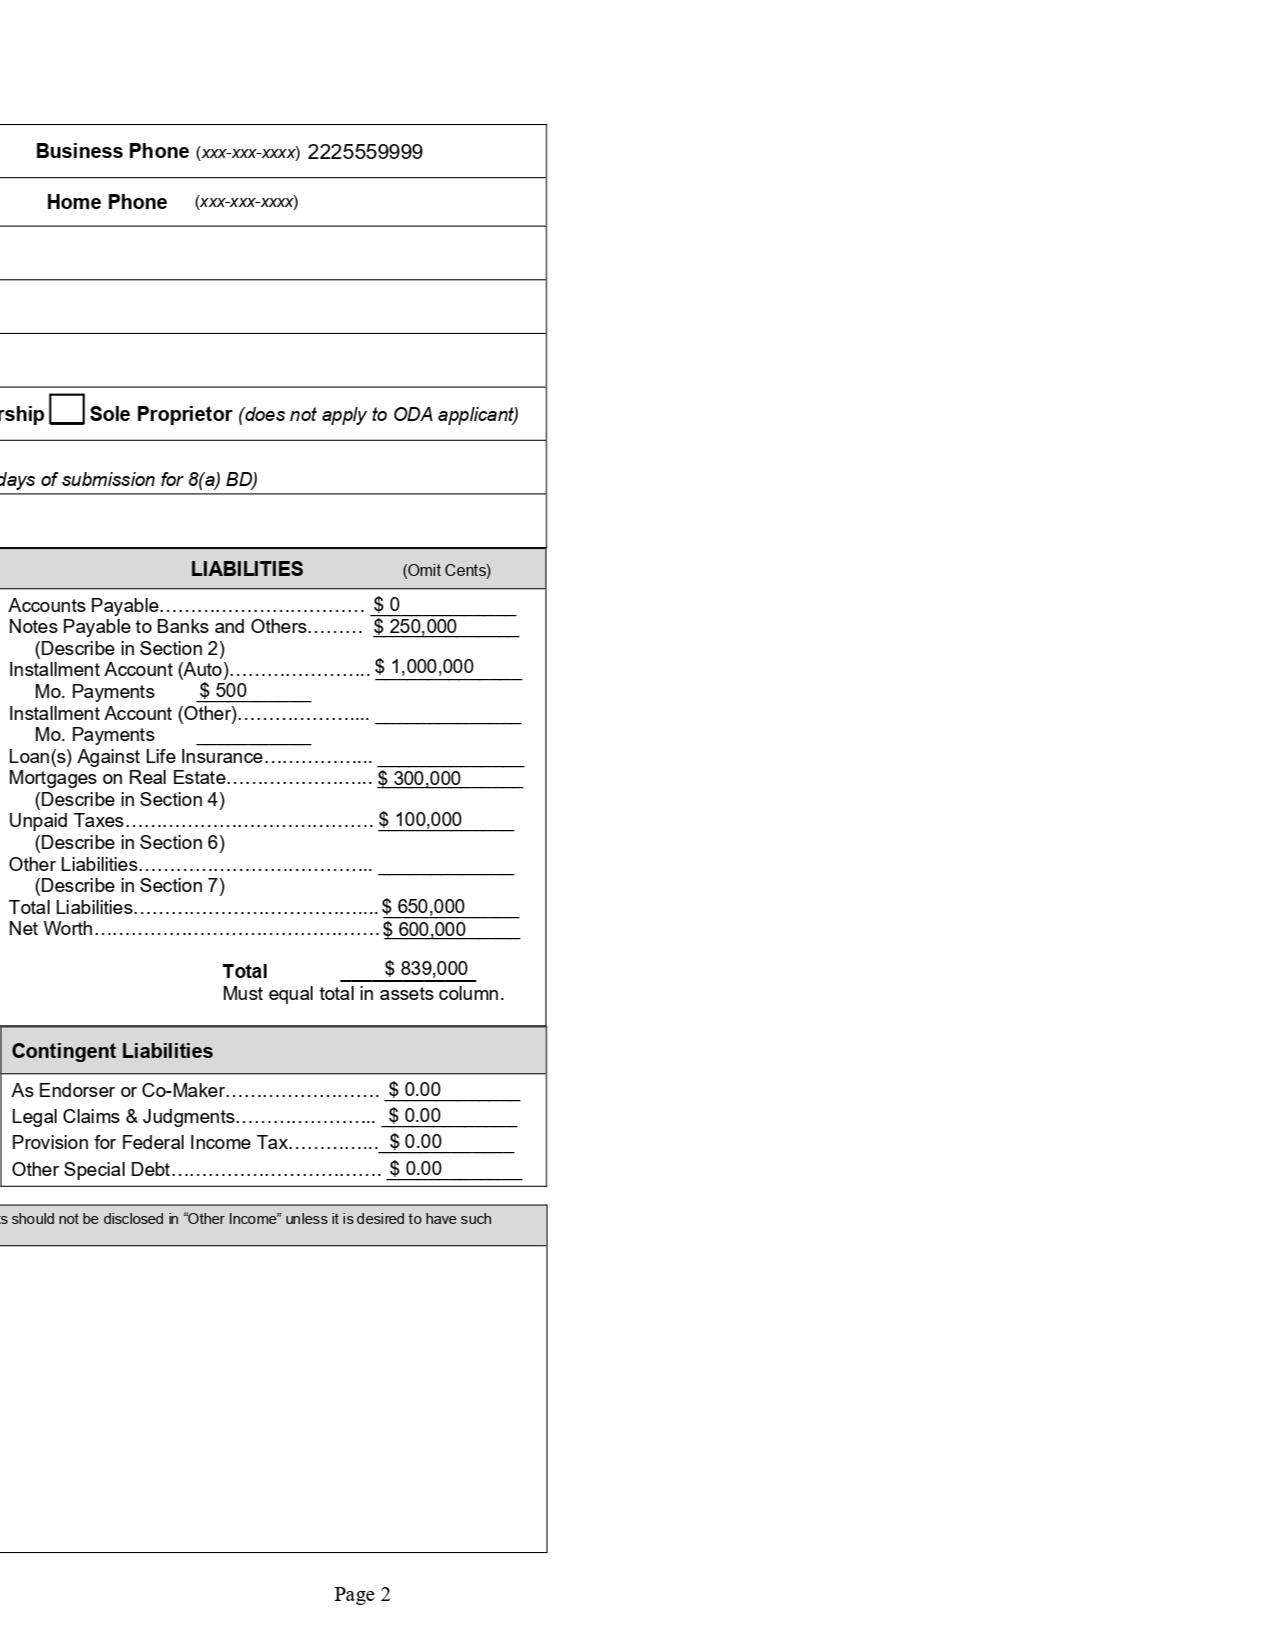 Business Phone (xxx-xxx-xxxx) 2225559999
Home Phone (xxx-xxx-xxxx)
rship Sole Proprietor (does not apply to ODA applicant)
days of submission for 8(a) BD)
LIABILITIES (Omit Cents)
Accounts Payable…………………………… $ 0
Notes Payable to Banks and Others……… $ 250,000
(Describe in Section 2)
Installment Account (Auto)………………….. $ 1,000,000
Mo. Payments $ 500
Installment Account (Other)………………....
Mo. Payments
Loan(s) Against Life Insurance……………..
Mortgages on Real Estate………………….. $ 300,000
(Describe in Section 4)
Unpaid Taxes………………………………… $ 100,000
(Describe in Section 6)
Other Liabilities………………………………..
(Describe in Section 7)
Total Liabilities……………………………….... $ 650,000
Net Worth……………………………………… $ 600,000
Total $ 839,000
Must equal total in assets column.
Contingent Liabilities
As Endorser or Co-Maker……………………. $ 0.00
Legal Claims & Judgments………………….. $ 0.00
Provision for Federal Income Tax………….. $ 0.00
Other Special Debt……………………………. $ 0.00
s should not be disclosed in “Other Income” unless it is desired to have such
Page 2